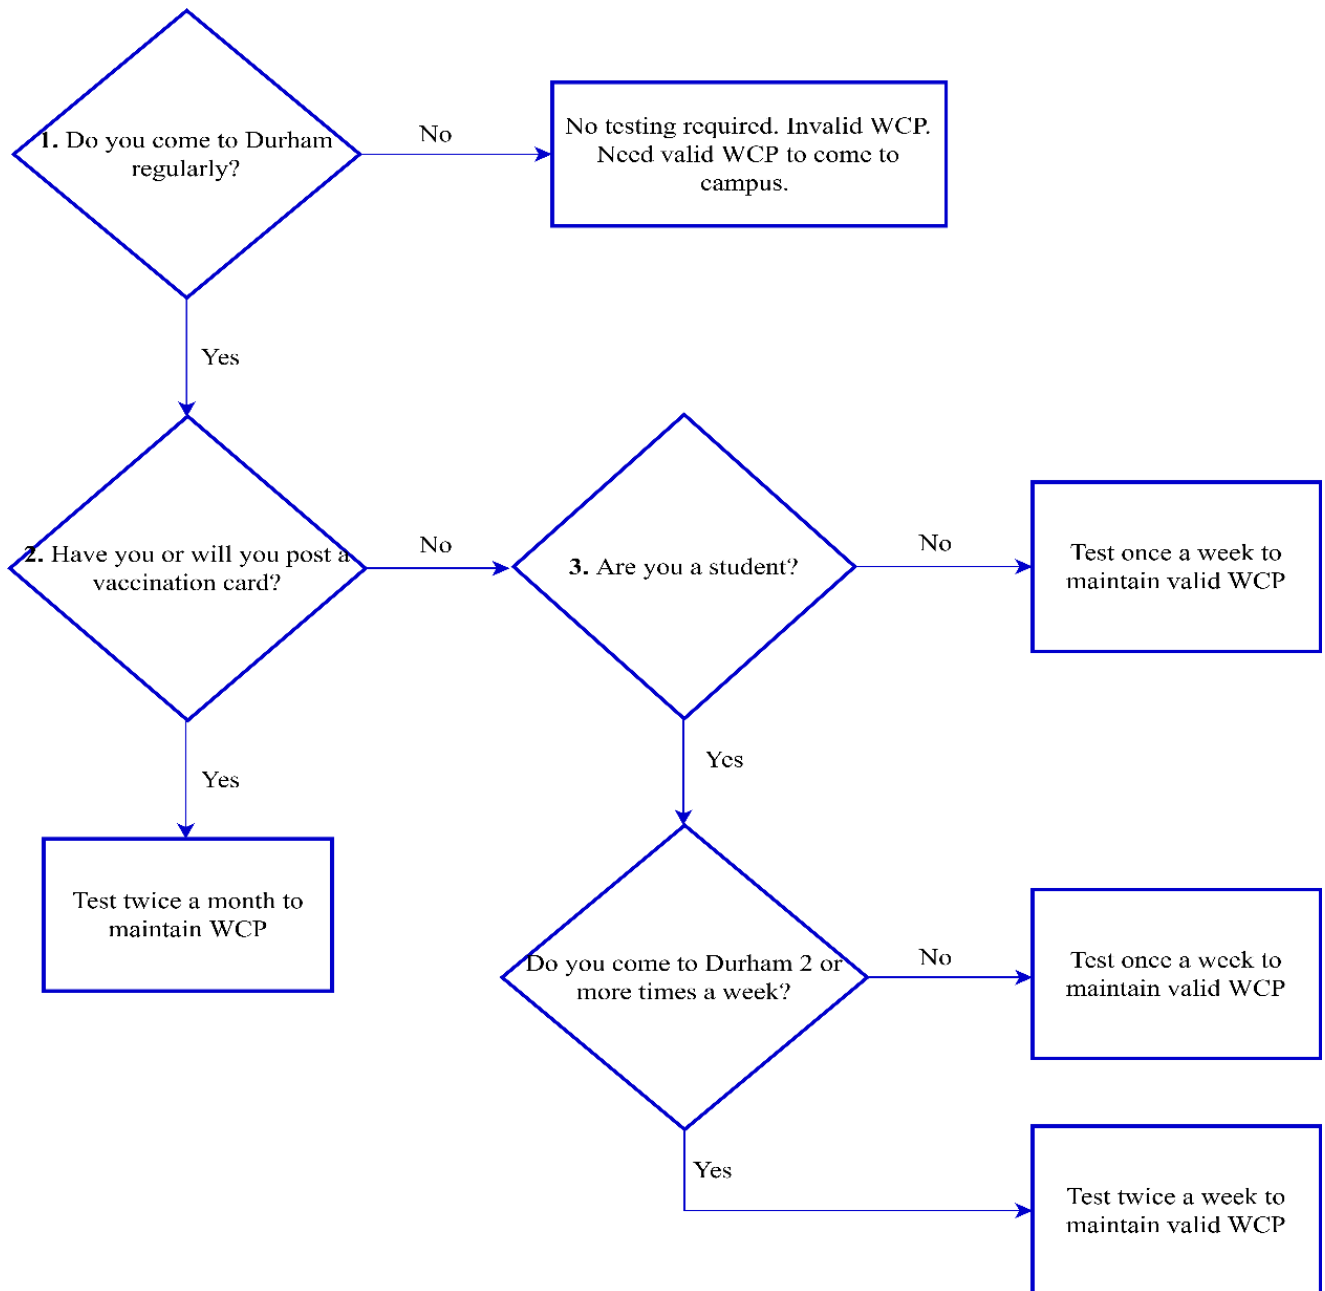 1. Do you come to Durham
regularly?
No
No testing required. Invalid WCP.
Need valid WCP to come to
campus.
Yes
2. Have you or will you post a
vaccination card?
No
3. Are you a student?
No
Test once a week to
maintain valid WCP
Yes
Test twice a month to
maintain WCP
Yes
Do you come to Durham 2 or
more times a week?
No
Test once a week to
maintain valid WCP
Yes
Test twice a week to
maintain valid WCP